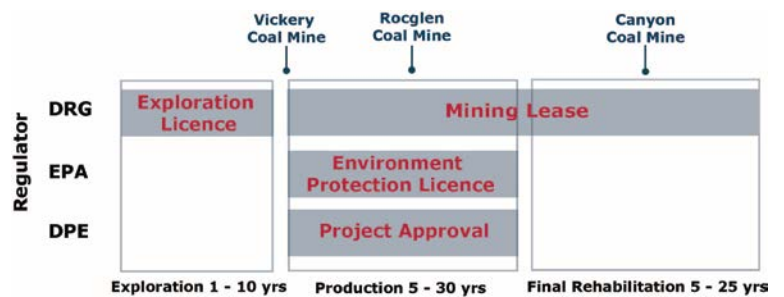 Vickery
Coal Mine
Rocglen
Coal Mine
Canyon
Coal Mine
Regulator
DRG
Exploration
Licence
Mining Lease
EPA
Environment
Protection Licence
DPE
Project Approval
Exploration 1 - 10 yrs
Production 5 - 30 yrs
Final Rehabilitation 5 - 25 yrs